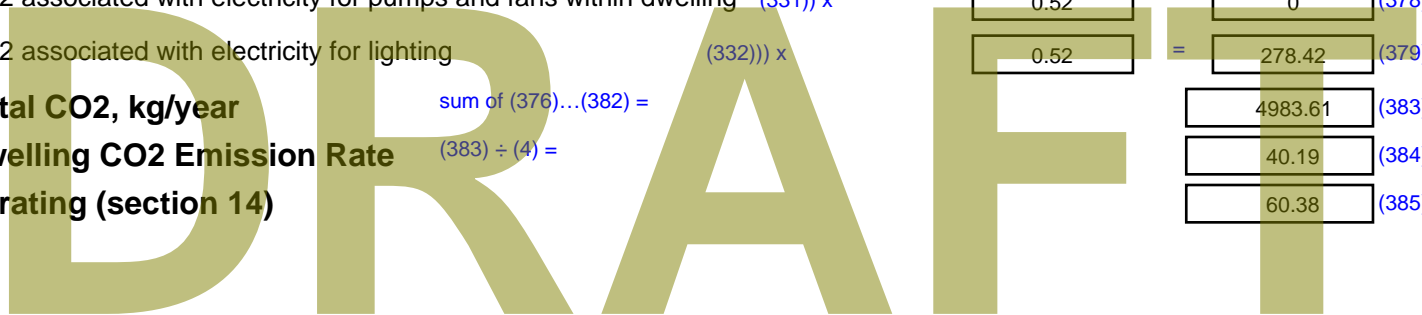 2 associated with electricity for pumps and fans within dwelling (331)) x 0.52 0 (378
2 associated with electricity for lighting (332))) x 0.52 = 278.42 (379
tal CO2, kg/year sum of (376)…(382) = 4983.61 (383
velling CO2 Emission Rate (383) ÷ (4) = 40.19 (384
rating (section 14) 60.38 (385
DRAFT